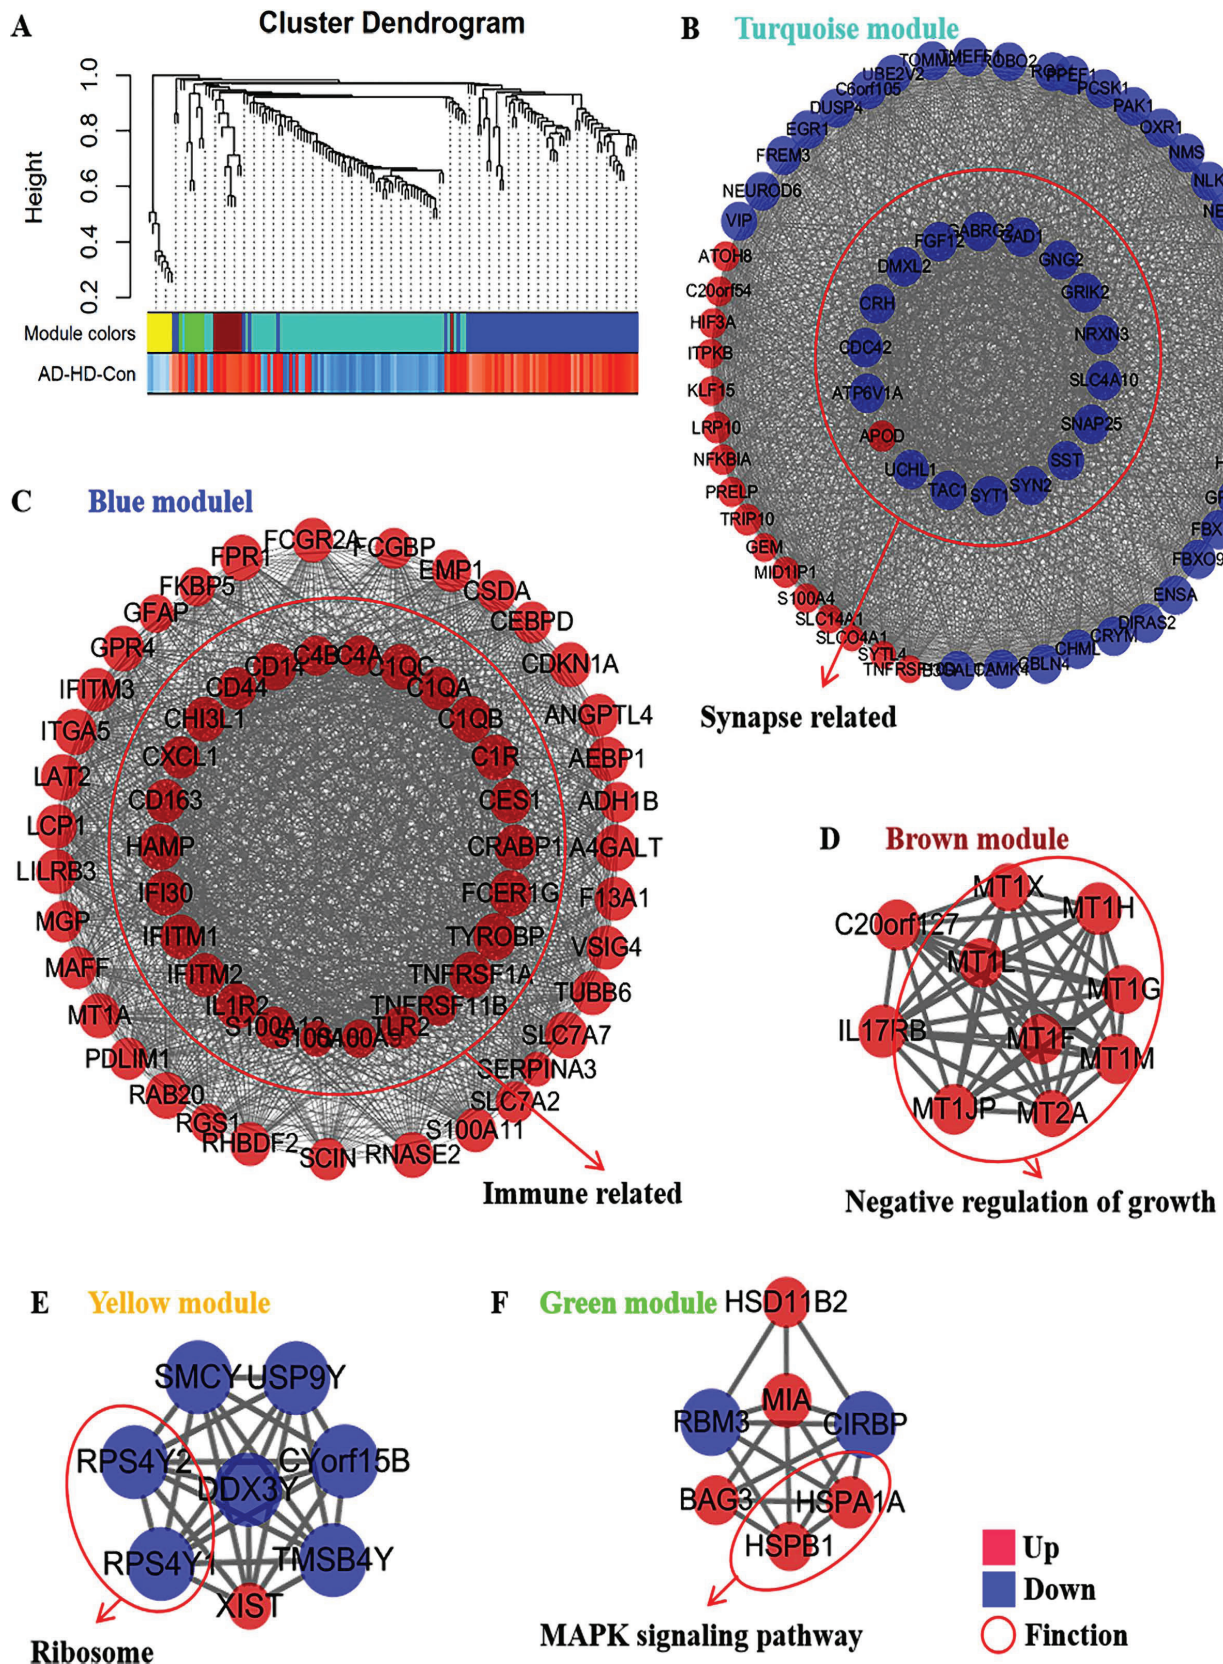 A
Cluster Dendrogram
Height
1.0
0.8
0.6
0.4
0.2
Module colors
AD-HD-Con
B
Turquoise module
TMEFF1
ROBO2
PPEF1
PCSK1
PAK1
OXR1
NMS
UBE2V2
C6orf105
DUSP4
EGR1
FREM3
NEUROD6
VIP
ATOH8
C20orf54
HIF3A
ITPKB
KLF15
LRP10
NFKBIA
PRELP
TRIP10
GEM
MID1IP1
S100A4
SLC14A1
SLCO4A1
SYTL4
CAMK4
CBLN4
CHML
CRYM
DIRAS2
ENSA
FBXO9
GABRG2
GAD1
GNG2
GRIK2
NRXN3
SLC4A10
SNAP25
SST
SYN2
SYT1
TAC1
UCHL1
APOD
ATP6V1A
CDC42
CRH
DMXL2
FGF12
Synapse related
C
Blue modulel
FCGR2A
FCGBP
EMP1
CSDA
CEBPD
CDKN1A
ANGPTL4
AEBP1
ADH1B
A4GALT
F13A1
VSIG4
TUBB6
SLC7A7
SERPINA3
SLC7A2
S100A11
RNASE2
SCIN
RHBDF2
RGS1
RAB20
PDLIM1
MT1A
MAFF
MGP
LILRB3
LCP1
LAT2
ITGA5
IFITM3
GPR4
GFAP
FKBP5
FPR1
C4B
C4A
C1QC
C1QA
C1QB
C1R
CES1
CRABP1
FCER1G
TYROBP
TNFRSF1A
TNFRSF11B
TLR2
IL1R2
IFITM2
IFITM1
IFI30
HAMP
CD163
CXCL1
CHI3L1
CD44
CD14
Immune related
D
Brown module
MT1X
MT1H
C20orf127
MT1L
MT1G
IL17RB
MT1F
MT1M
MT1JP
MT2A
Negative regulation of growth
E
Yellow module
SMCY
USP9Y
RPS4Y2
CYorf15B
DDX3Y
RPS4Y1
TMSB4Y
XIST
Ribosome
F
Green module
HSD11B2
MIA
RBM3
CIRBP
BAG3
HSPA1A
HSPB1
MAPK signaling pathway
Up
Down
Finction